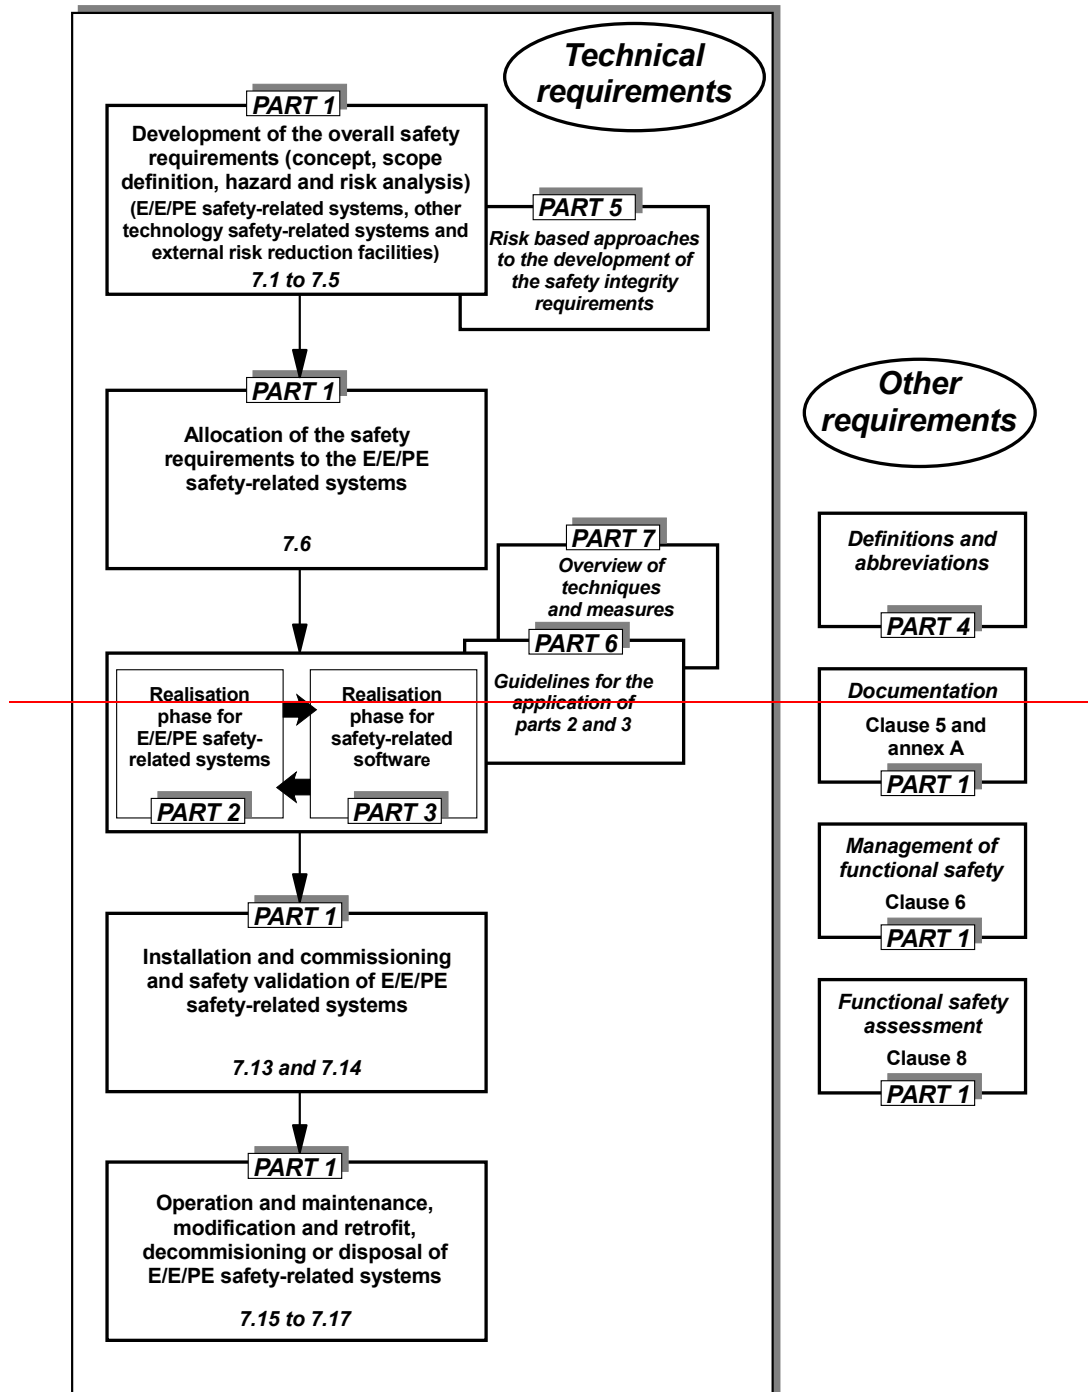 Technical
requirements
PART 1
Development of the overall safety
requirements (concept, scope
definition, hazard and risk analysis)
(E/E/PE safety-related systems, other
technology safety-related systems and
external risk reduction facilities)
7.1 to 7.5
PART 5
Risk based approaches
to the development of
the safety integrity
requirements
PART 1
Allocation of the safety
requirements to the E/E/PE
safety-related systems
7.6
PART 7
Overview of
techniques
and measures
PART 6
Guidelines for the
application of
parts 2 and 3
Realisation
phase for
E/E/PE safety-
related systems
PART 2
Realisation
phase for
safety-related
software
PART 3
PART 1
Installation and commissioning
and safety validation of E/E/PE
safety-related systems
7.13 and 7.14
PART 1
Operation and maintenance,
modification and retrofit,
decommisioning or disposal of
E/E/PE safety-related systems
7.15 to 7.17
Other
requirements
Definitions and
abbreviations
PART 4
Documentation
Clause 5 and
annex A
PART 1
Management of
functional safety
Clause 6
PART 1
Functional safety
assessment
Clause 8
PART 1